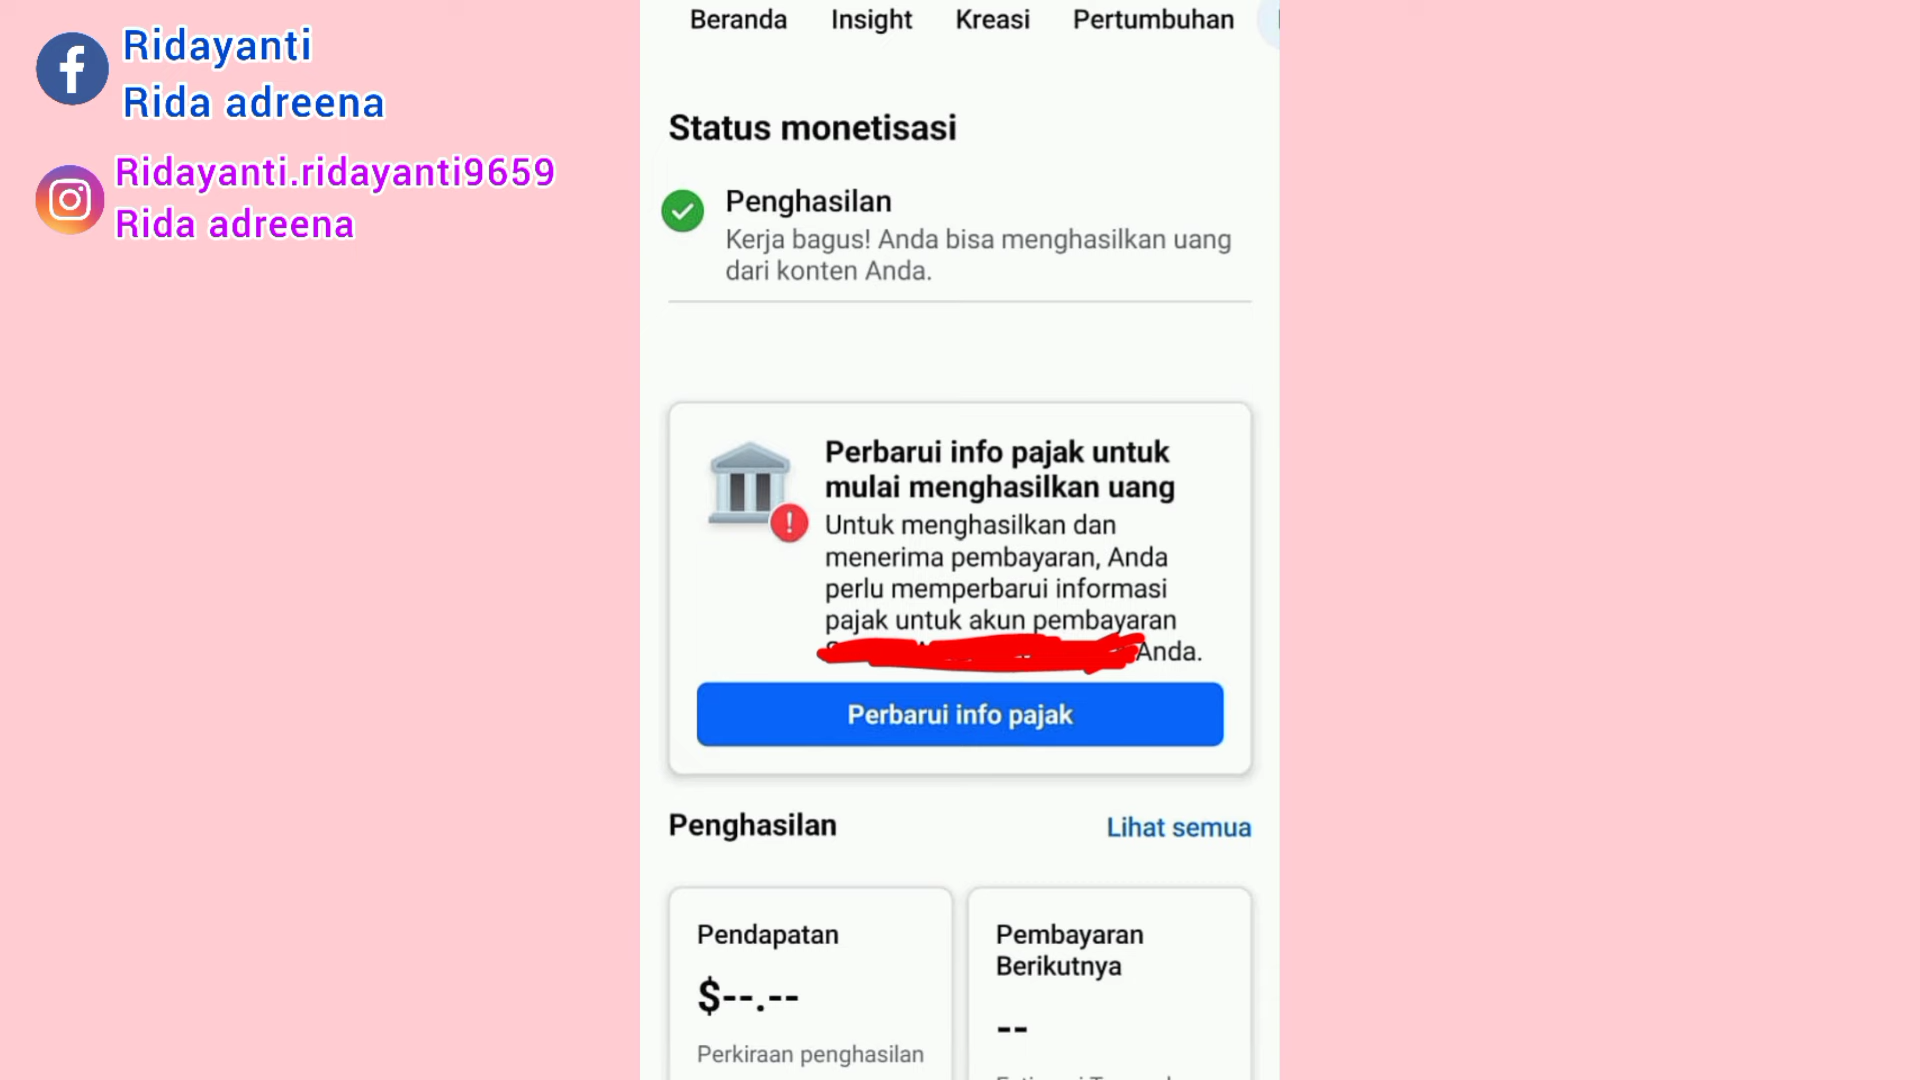 Ridayanti
Rida adreena
Ridayanti.ridayanti9659
Rida adreena
Beranda Insight Kreasi Pertumbuhan
Status monetisasi
Penghasilan
Kerja bagus! Anda bisa menghasilkan uang
dari konten Anda.
Perbarui info pajak untuk
mulai menghasilkan uang
Untuk menghasilkan dan
menerima pembayaran, Anda
perlu memperbarui informasi
pajak untuk akun pembayaran
Anda.
Perbarui info pajak
Penghasilan
Lihat semua
Pendapatan
$--.--
Perkiraan penghasilan
Pembayaran
Berikutnya
--